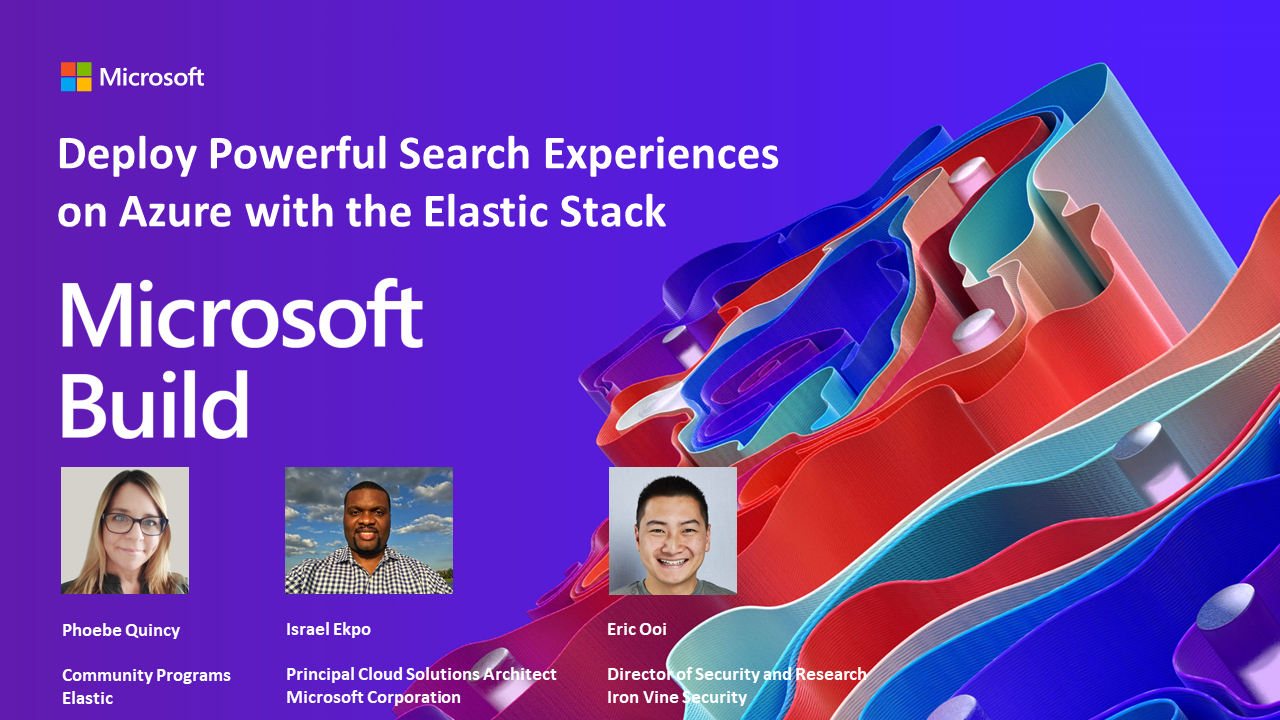 Microsoft
Deploy Powerful Search Experiences
on Azure with the Elastic Stack
Microsoft
Build
Phoebe Quincy
Community Programs
Elastic
Israel Ekpo
Principal Cloud Solutions Architect
Microsoft Corporation
Eric Ooi
Director of Security and Research
Iron Vine Security